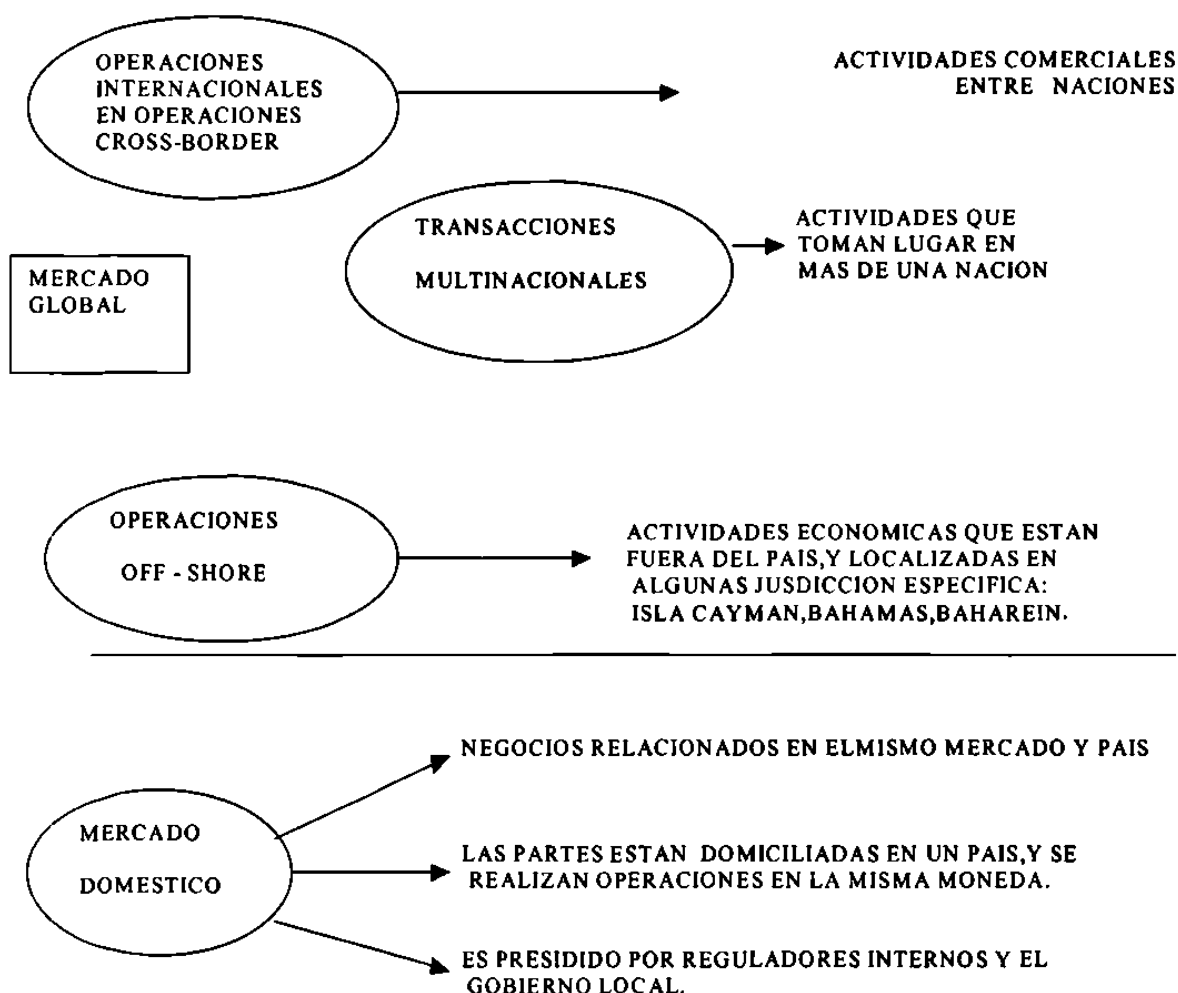 OPERACIONES
INTERNACIONALES
EN OPERACIONES
CROSS-BORDER
ACTIVIDADES COMERCIALES
ENTRE NACIONES
TRANSACCIONES
MULTINACIONALES
ACTIVIDADES QUE
TOMAN LUGAR EN
MAS DE UNA NACION
MERCADO
GLOBAL
OPERACIONES
OFF - SHORE
ACTIVIDADES ECONOMICAS QUE ESTAN
FUERA DEL PAIS,Y LOCALIZADAS EN
ALGUNAS JUSDICCION ESPECIFICA:
ISLA CAYMAN,BAHAMAS,BAHAREIN.
MERCADO
DOMESTICO
NEGOCIOS RELACIONADOS EN ELMISMO MERCADO Y PAIS
LAS PARTES ESTAN DOMICILIADAS EN UN PAIS,Y SE
REALIZAN OPERACIONES EN LA MISMA MONEDA.
ES PRESIDIDO POR REGULADORES INTERNOS Y EL
GOBIERNO LOCAL.